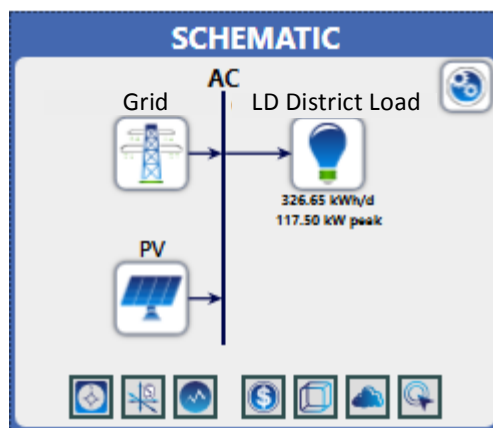 SCHEMATIC
AC
Grid
LD District Load
326.65 kWh/d
117.50 kW peak
PV